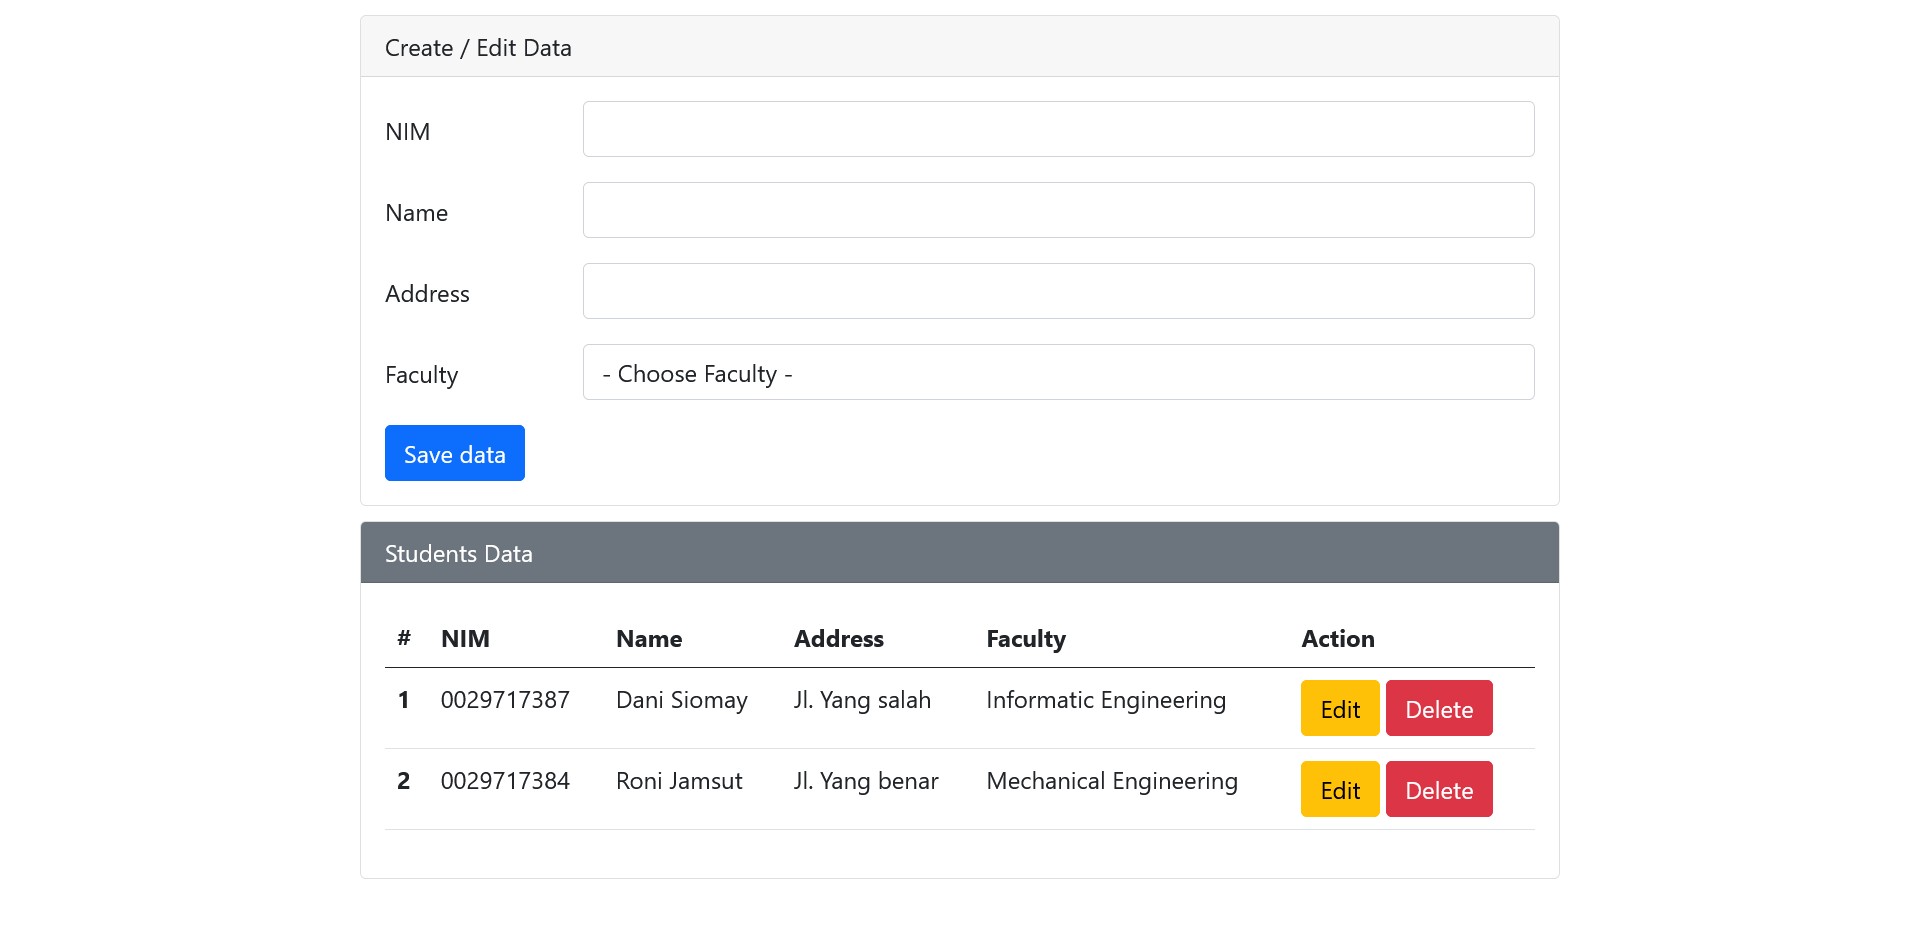 Create / Edit Data
NIM
Name
Address
Faculty - Choose Faculty -
Save data
Students Data
# NIM Name Address Faculty Action
1 0029717387 Dani Siomay Jl. Yang salah Informatic Engineering Edit Delete
2 0029717384 Roni Jamsut Jl. Yang benar Mechanical Engineering Edit Delete